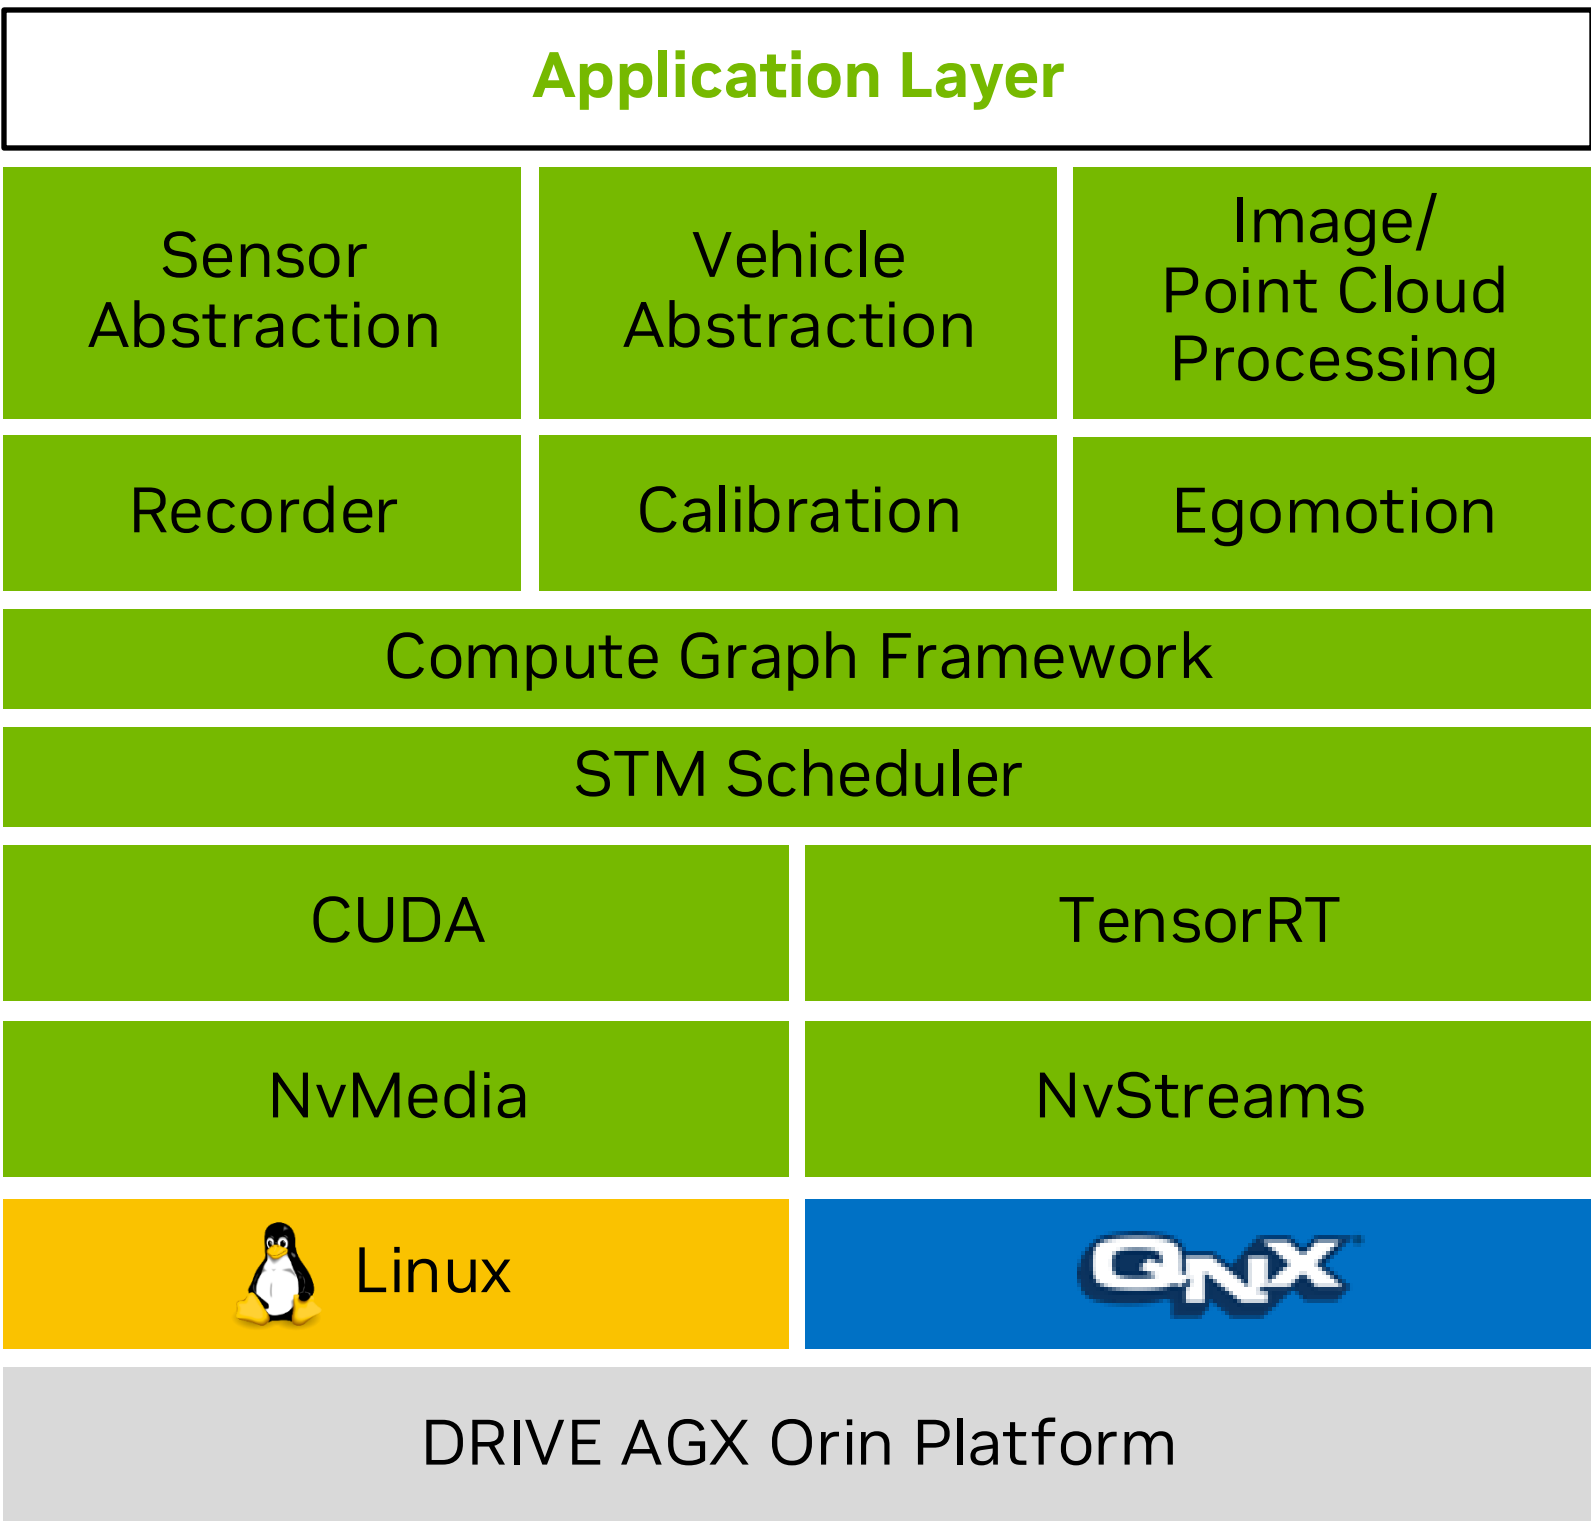 Application Layer
Sensor
Abstraction
Vehicle
Abstraction
Image/
Point Cloud
Processing
Recorder
Calibration
Egomotion
Compute Graph Framework
STM Scheduler
CUDA
TensorRT
NvMedia
NvStreams
Linux
QNX
DRIVE AGX Orin Platform